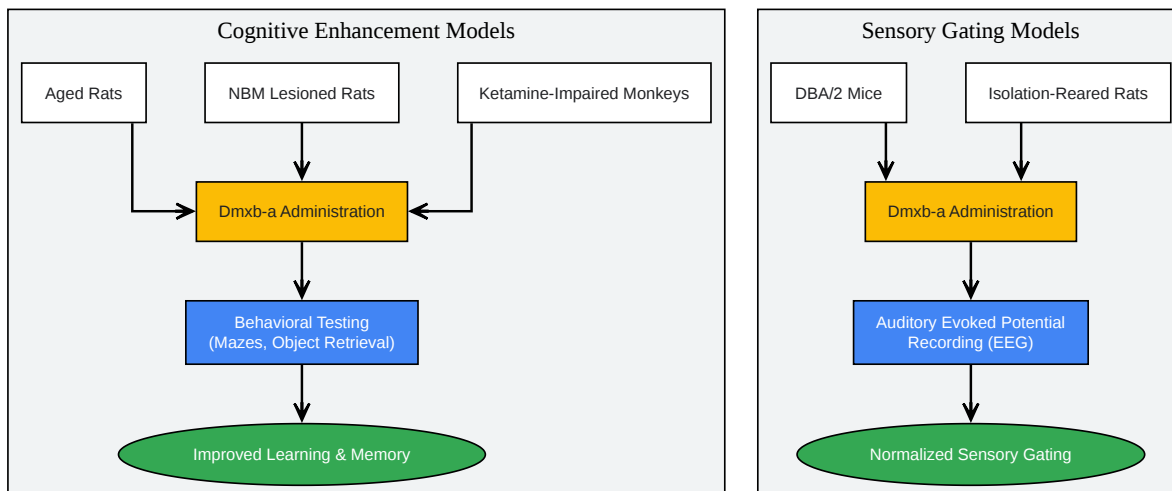 Cognitive Enhancement Models
Aged Rats
NBM Lesioned Rats
Ketamine-Impaired Monkeys
Dmxb-a Administration
Behavioral Testing
(Mazes, Object Retrieval)
Improved Learning & Memory
Sensory Gating Models
DBA/2 Mice
Isolation-Reared Rats
Dmxb-a Administration
Auditory Evoked Potential
Recording (EEG)
Normalized Sensory Gating